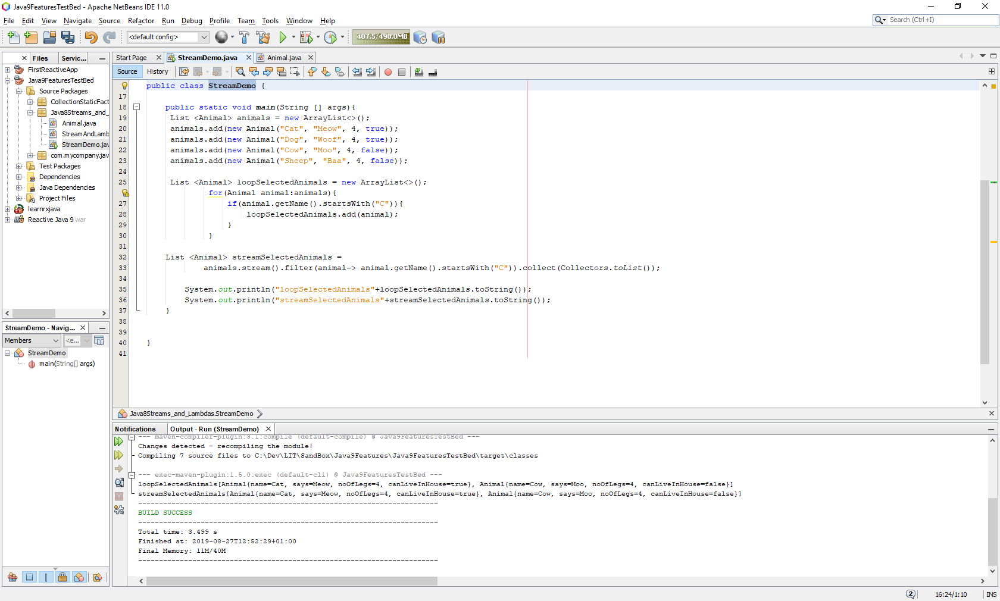 Java9FeaturesTestBed - Apache NetBeans IDE 11.0
File Edit View Navigate Source Refactor Run Debug Profile Team Tools Window Help
Search (Ctrl+I)
<default config>
407.5/490.0MB
Files Servic...
FirstReactiveApp
Java9FeaturesTestBed
Source Packages
CollectionStaticFact
Java8Streams_and_
Animal.java
StreamAndLamb
StreamDemo.jav
com.mycompany.jav
Test Packages
Dependencies
Java Dependencies
Project Files
learnrxjava
Reactive Java 9 war
StreamDemo - Navig...
Members <e...
StreamDemo
main(String[] args)
Start Page StreamDemo.java Animal.java
Source History
public class StreamDemo {
17
18 public static void main(String [] args){
19 List <Animal> animals = new ArrayList<>();
20 animals.add(new Animal("Cat", "Meow", 4, true));
21 animals.add(new Animal("Dog", "Woof", 4, true));
22 animals.add(new Animal("Cow", "Moo", 4, false));
23 animals.add(new Animal("Sheep", "Baa", 4, false));
24
25 List <Animal> loopSelectedAnimals = new ArrayList<>();
for(Animal animal:animals){
27 if(animal.getName().startsWith("C")){
28 loopSelectedAnimals.add(animal);
29 }
30 }
31
32 List <Animal> streamSelectedAnimals =
33 animals.stream().filter(animal-> animal.getName().startsWith("C")).collect(Collectors.toList());
34
35 System.out.println("loopSelectedAnimals"+loopSelectedAnimals.toString());
36 System.out.println("streamSelectedAnimals"+streamSelectedAnimals.toString());
37 }
38
39
40 }
41
Java8Streams_and_Lambdas.StreamDemo
Notifications Output - Run (StreamDemo)
--- maven-compiler-plugin:3.1:compile (default-compile) @ Java9FeaturesTestBed ---
Changes detected - recompiling the module!
Compiling 7 source files to C:\Dev\LIT\SandBox\Java9Features\Java9FeaturesTestBed\target\classes
--- exec-maven-plugin:1.5.0:exec (default-cli) @ Java9FeaturesTestBed ---
loopSelectedAnimals[Animal{name=Cat, says=Meow, noOfLegs=4, canLiveInHouse=true}, Animal{name=Cow, says=Moo, noOfLegs=4, canLiveInHouse=false}]
streamSelectedAnimals[Animal{name=Cat, says=Meow, noOfLegs=4, canLiveInHouse=true}, Animal{name=Cow, says=Moo, noOfLegs=4, canLiveInHouse=false}]
------------------------------------------------------------------------
BUILD SUCCESS
------------------------------------------------------------------------
Total time: 3.499 s
Finished at: 2019-08-27T12:52:29+01:00
Final Memory: 11M/40M
------------------------------------------------------------------------
2 16:24/1:10 INS